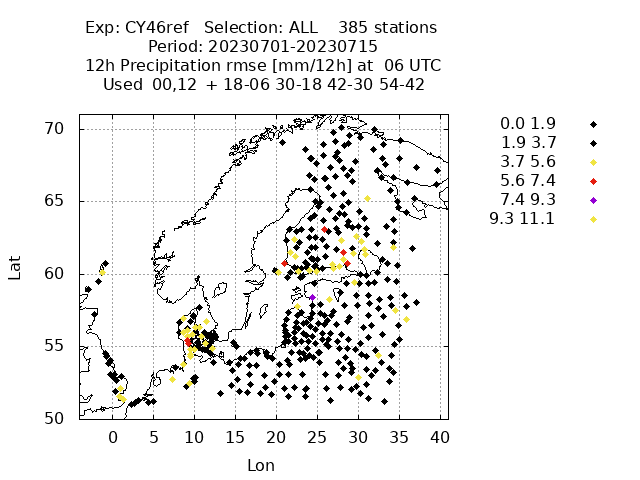 Exp: CY46ref   Selection: ALL    385 stations
Period: 20230701-20230715
12h Precipitation rmse [mm/12h] at  06 UTC
Used  00,12  + 18-06 30-18 42-30 54-42
0.0 1.9
1.9 3.7
3.7 5.6
5.6 7.4
7.4 9.3
9.3 11.1
70
65
60
55
50
Lat
0 5 10 15 20 25 30 35 40
Lon